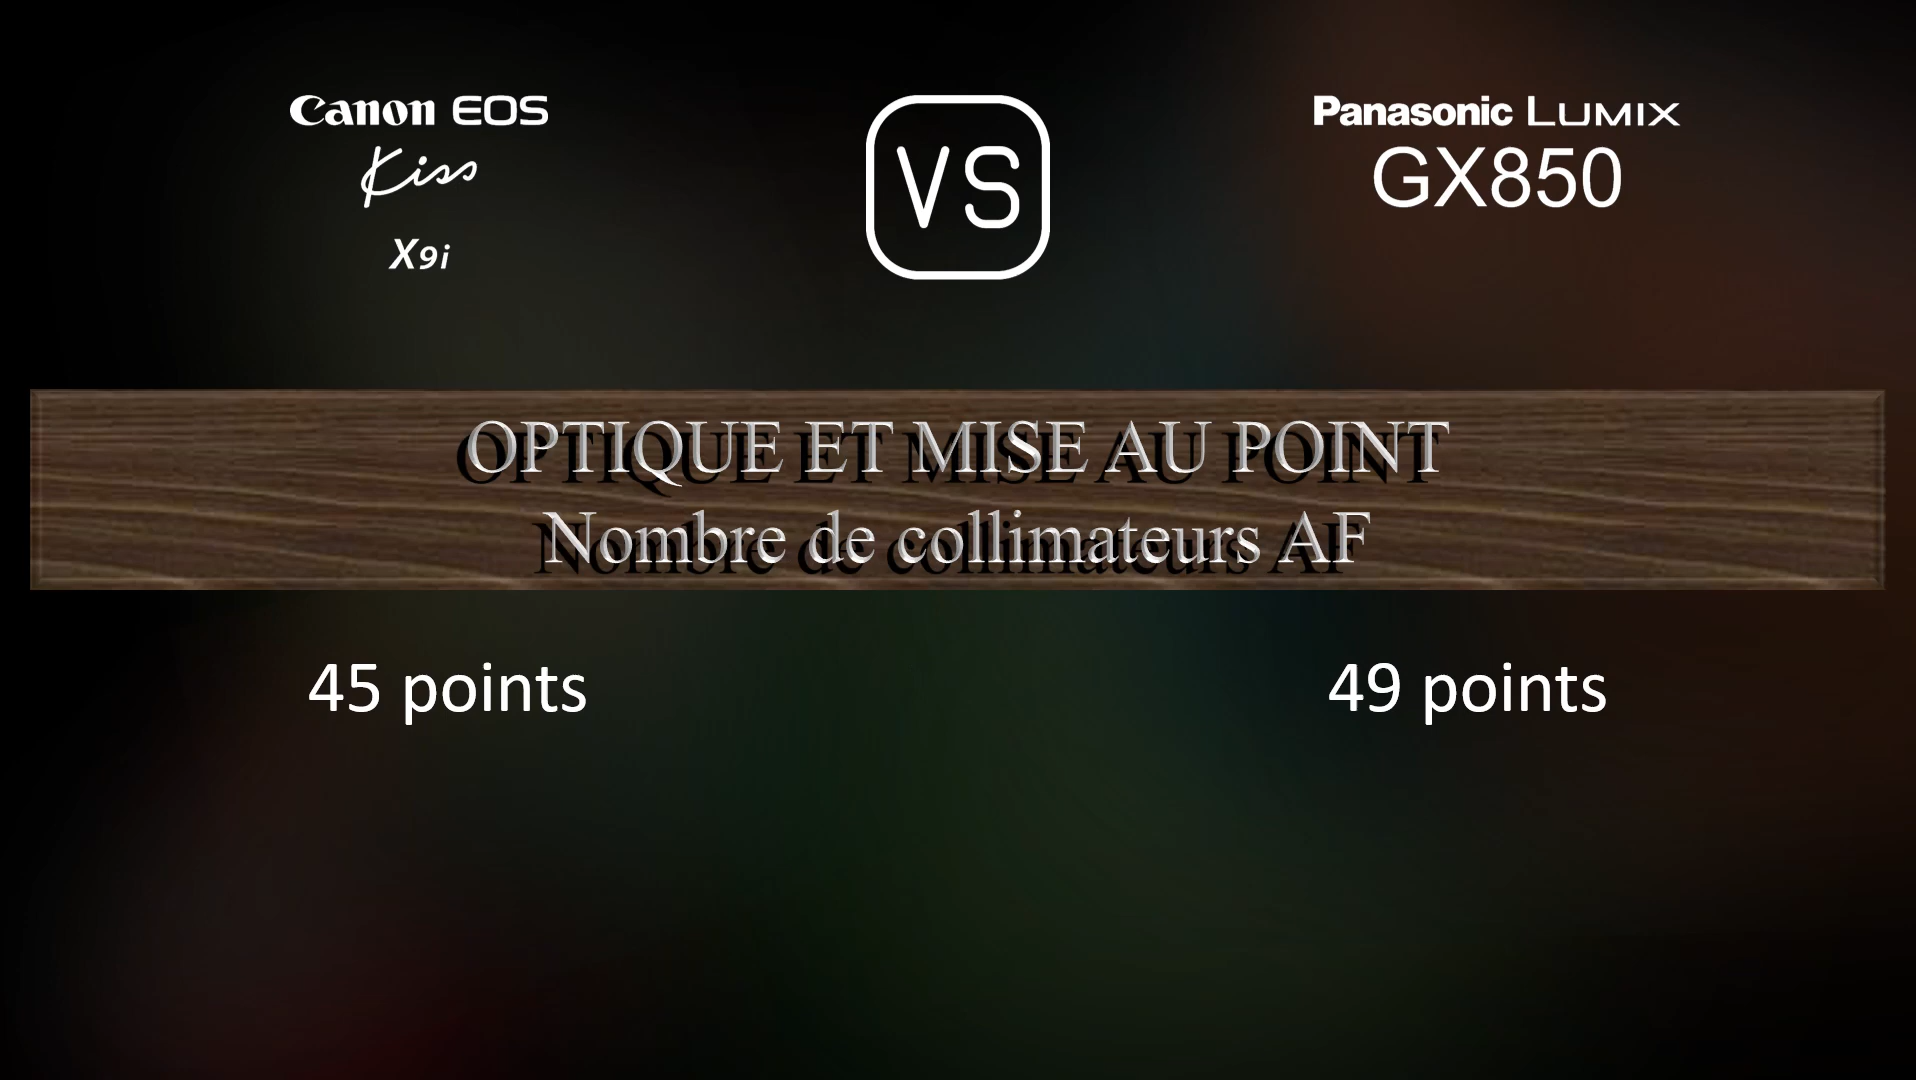 Canon EOS
Kiss
X9i
VS
Panasonic LUMIX
GX850
OPTIQUE ET MISE AU POINT
Nombre de collimateurs AF
45 points
49 points